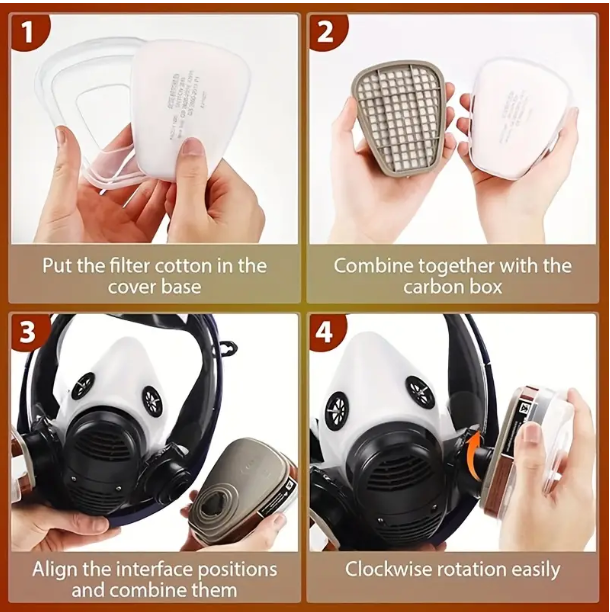 1
Put the filter cotton in the
cover base
2
Combine together with the
carbon box
3
Align the interface positions
and combine them
4
Clockwise rotation easily